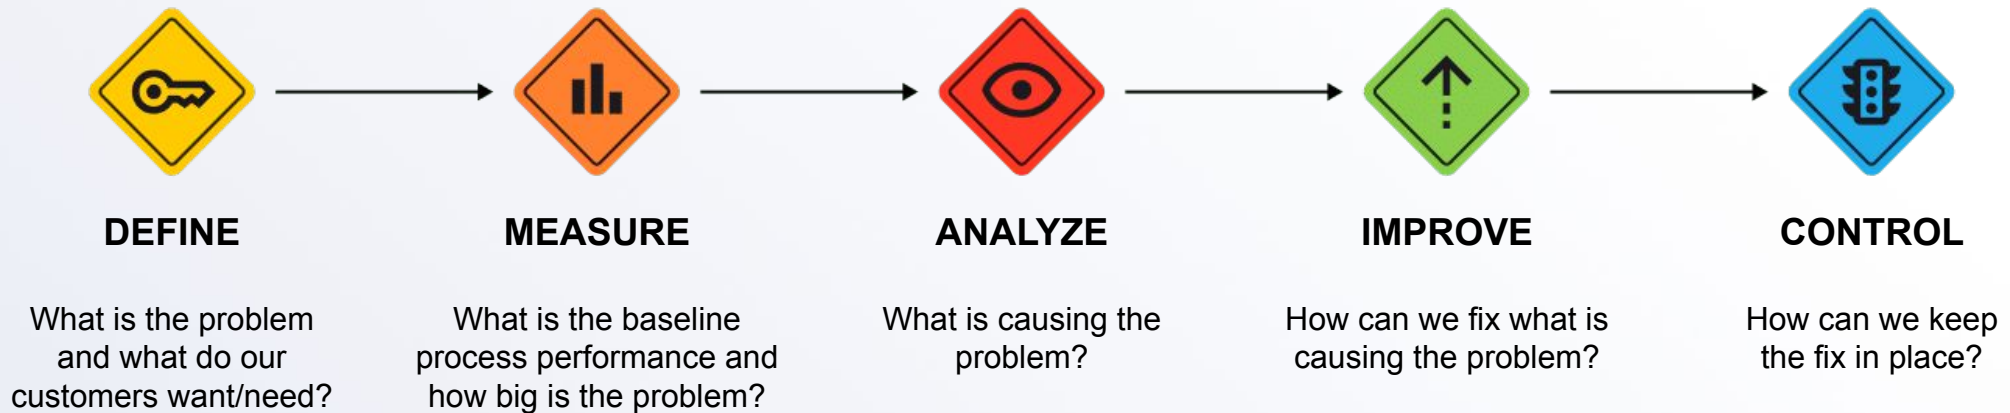 DEFINE
What is the problem
and what do our
customers want/need?
MEASURE
What is the baseline
process performance and
how big is the problem?
ANALYZE
What is causing the
problem?
IMPROVE
How can we fix what is
causing the problem?
CONTROL
How can we keep
the fix in place?